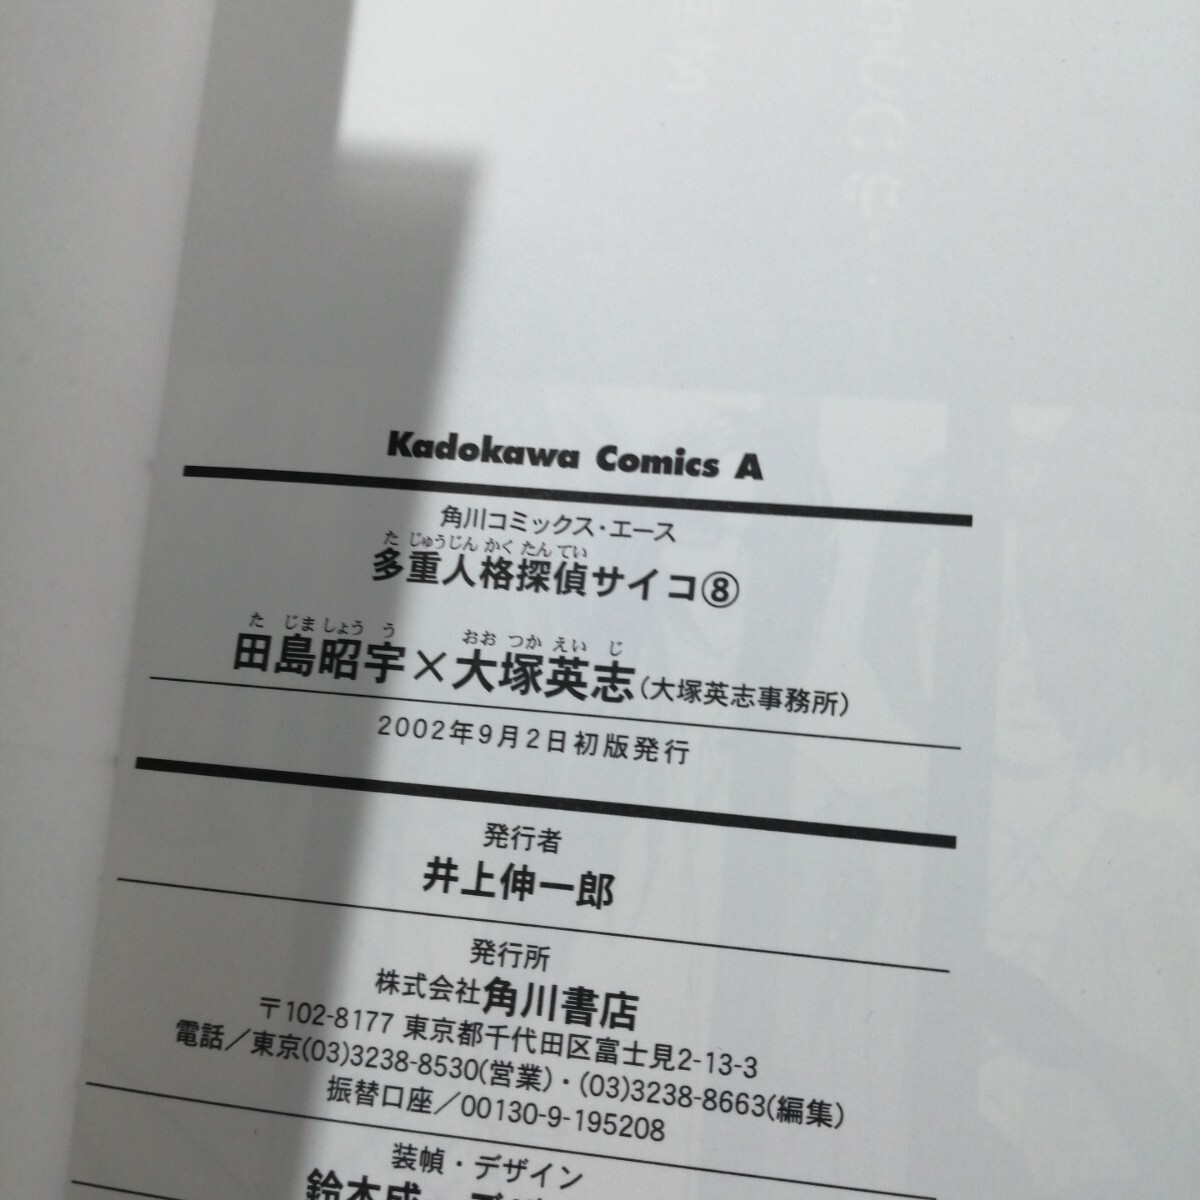 Kadokawa Comics A
角川コミックス・エース
た じゅうじん かく たん てい
多重人格探偵サイコ⑧
た じま しょう う おお つか えい じ
田島昭宇×大塚英志(大塚英志事務所)
2002年9月2日初版発行
発行者
井上伸一郎
発行所
株式会社角川書店
〒102-8177 東京都千代田区富士見2-13-3
電話/東京(03)3238-8530(営業)・(03)3238-8663(編集)
振替口座/00130-9-195208
装幀・デザイン
鈴木成一デザ